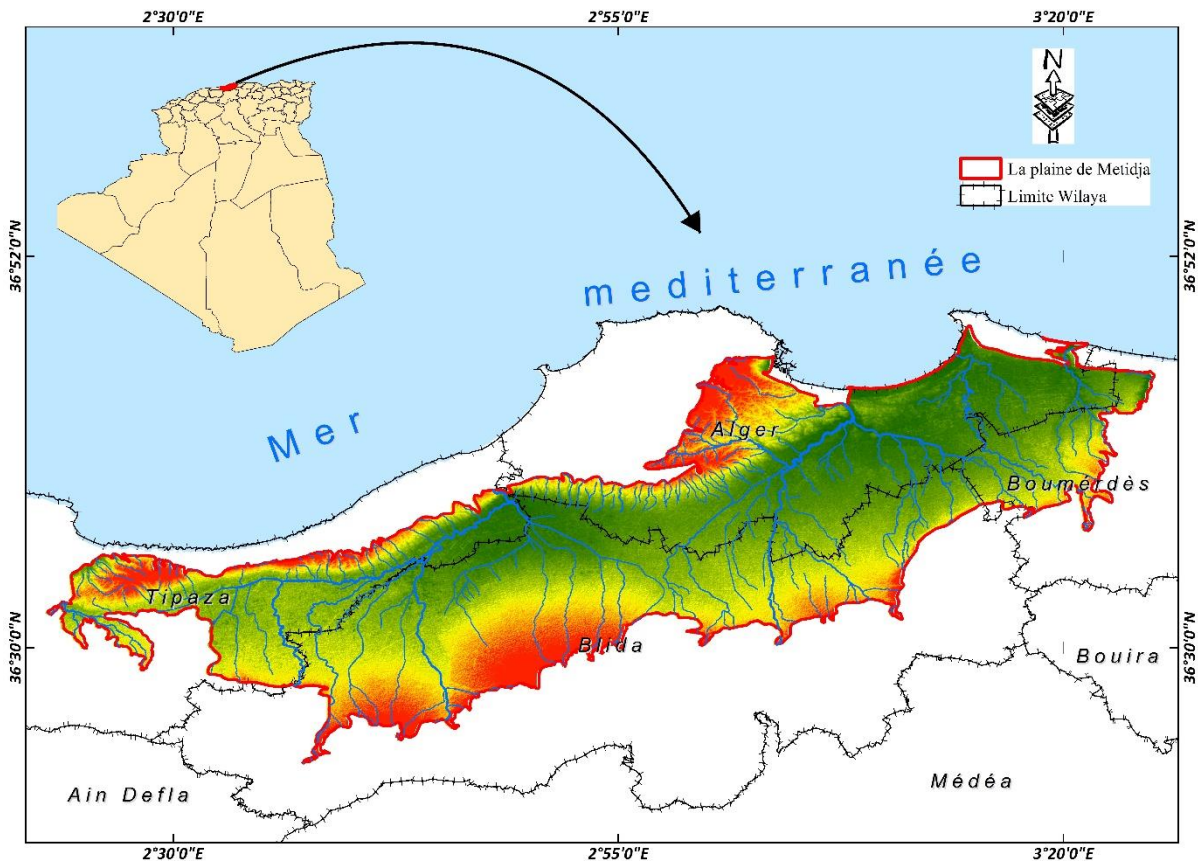 2°30'0"E
2°55'0"E
3°20'0"E
N
La plaine de Metidja
Limite Wilaya
36°52'0"N
36°52'0"N
mediterranée
Mer
Alger
Boumérdès
Tipaza
Blida
36°30'0"N
36°30'0"N
Bouira
Médéa
Ain Defla
2°30'0"E
2°55'0"E
3°20'0"E